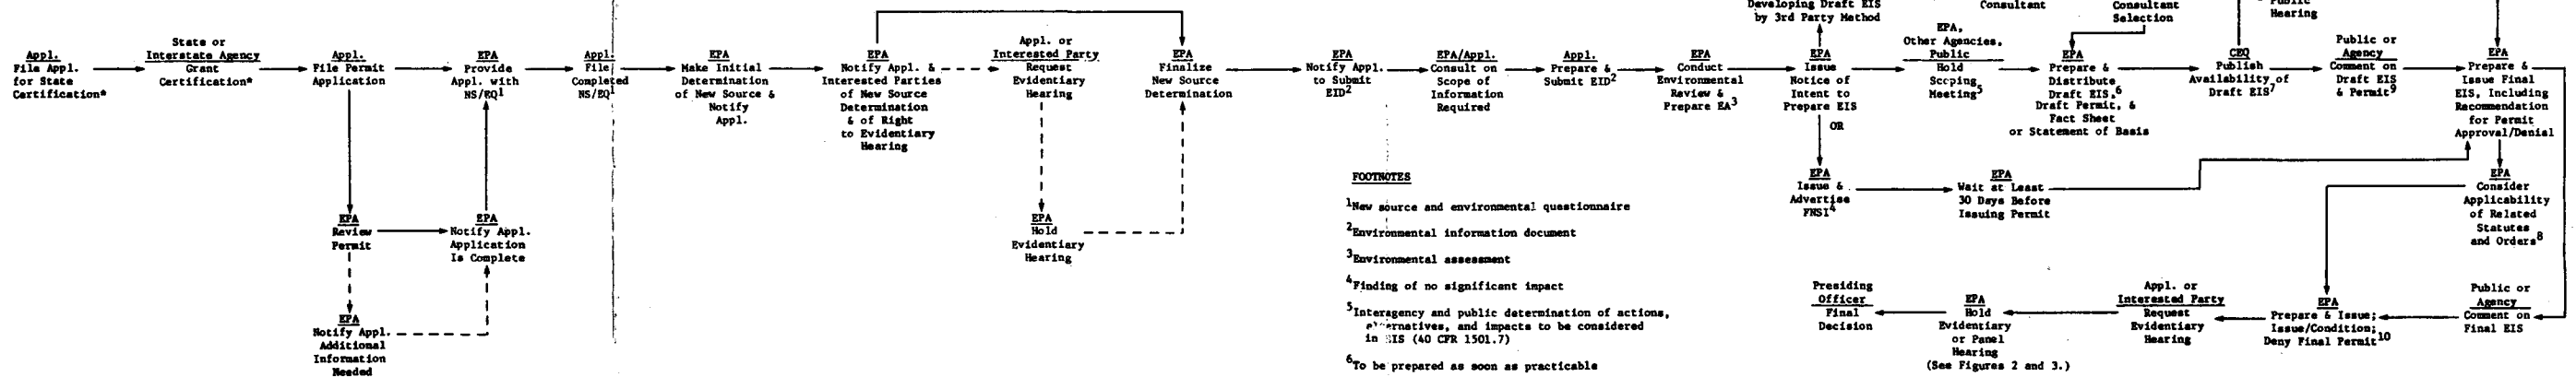 Developing Draft EIS
by 3rd Party Method
Consultant
Consultant
Selection
Public
Hearing
Appl.
File Appl.
for State
Certification*
State or
Interstate Agency
Grant
Certification*
Appl.
File Permit
Application
EPA
Provide
Appl. with
NS/EQ1
Appl.
File
Completed
NS/EQ1
EPA
Make Initial
Determination
of New Source &
Notify
Appl.
EPA
Notify Appl. &
Interested Parties
of New Source
Determination
& of Right
to Evidentiary
Hearing
Appl. or
Interested Party
Request
Evidentiary
Hearing
EPA
Finalize
New Source
Determination
EPA
Notify Appl.
to Submit
EID2
EPA/Appl.
Consult on
Scope of
Information
Required
Appl.
Prepare &
Submit EID2
EPA
Conduct
Environmental
Review &
Prepare EA3
EPA
Issue
Notice of
Intent to
Prepare EIS
OR
EPA,
Other Agencies,
Public
Hold
Scoping
Meeting5
EPA
Prepare &
Distribute
Draft EIS,6
Draft Permit, &
Fact Sheet
or Statement of Basis
CEQ
Publish
Availability of
Draft EIS7
Public or
Agency
Comment on
Draft EIS
& Permit9
EPA
Prepare &
Issue Final
EIS, Including
Recommendation
for Permit
Approval/Denial
EPA
Review
Permit
EPA
Notify Appl.
Application
Is Complete
EPA
Notify Appl.
Additional
Information
Needed
EPA
Hold
Evidentiary
Hearing
EPA
Issue &
Advertise
FNSI4
EPA
Wait at Least
30 Days Before
Issuing Permit
EPA
Consider
Applicability
of Related
Statutes
and Orders8
FOOTNOTES
1New source and environmental questionnaire
2Environmental information document
3Environmental assessment
4Finding of no significant impact
5Interagency and public determination of actions,
alternatives, and impacts to be considered
in EIS (40 CFR 1501.7)
6To be prepared as soon as practicable
Presiding
Officer
Final
Decision
EPA
Hold
Evidentiary
or Panel
Hearing
(See Figures 2 and 3.)
Appl. or
Interested Party
Request
Evidentiary
Hearing
EPA
Prepare & Issue;
Issue/Condition;
Deny Final Permit10
Public or
Agency
Comment on
Final EIS